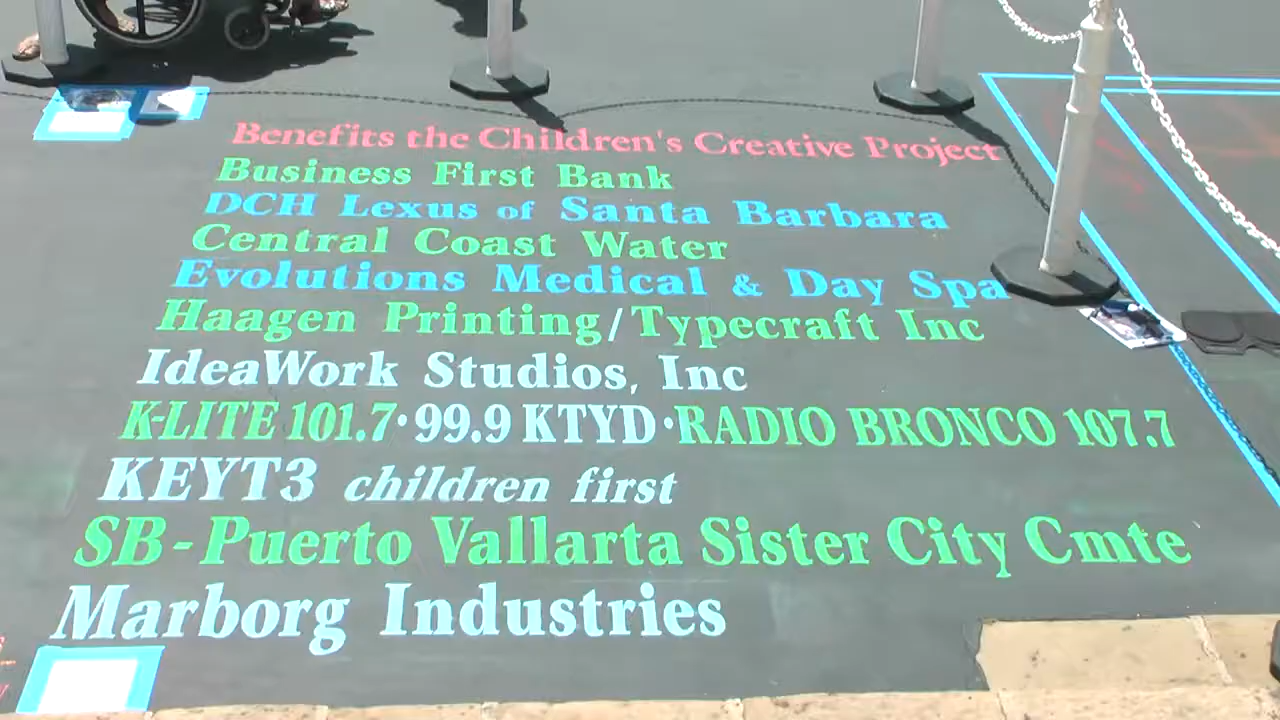 Benefits the Children's Creative Project
Business First Bank
DCH Lexus of Santa Barbara
Central Coast Water
Evolutions Medical & Day Spa
Haagen Printing/Typecraft Inc
IdeaWork Studios, Inc
K-LITE 101.7·99.9 KTYD·RADIO BRONCO 107.7
KEYT3 children first
SB-Puerto Vallarta Sister City Cmte
Marborg Industries